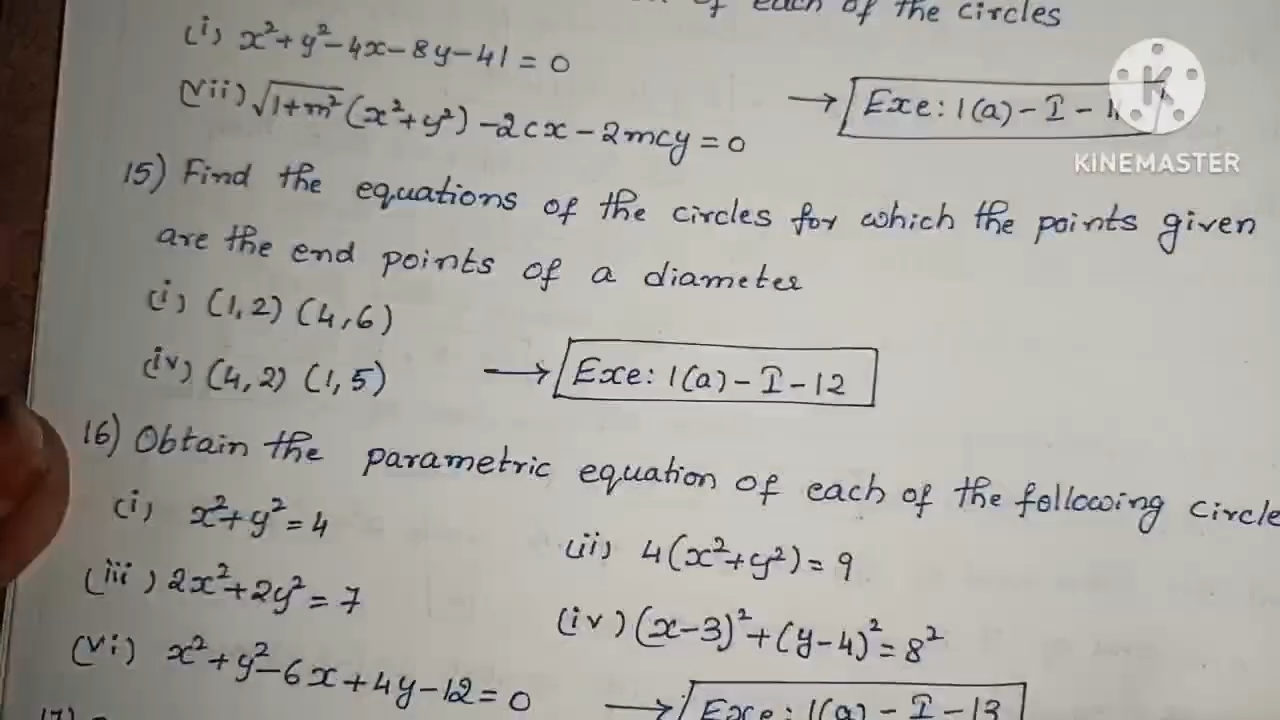 of each of the circles
(i) x²+y²-4x-8y-41=0
(vii) √1+m² (x²+y²) -2cx - 2mcy = 0 → Exe: 1(a)-I-
KINEMASTER
15) Find the equations of the circles for which the points given
are the end points of a diameter
(i) (1,2) (4,6)
(iv) (4,2) (1,5) → Exe: 1(a)-I-12
16) Obtain the parametric equation of each of the following circle
(i) x²+y²=4
(ii) 4(x²+y²)=9
(iii) 2x²+2y²=7
(iv) (x-3)²+(y-4)²=8²
(vi) x²+y²-6x+4y-12=0 → Exe: 1(a)-I-13
17)